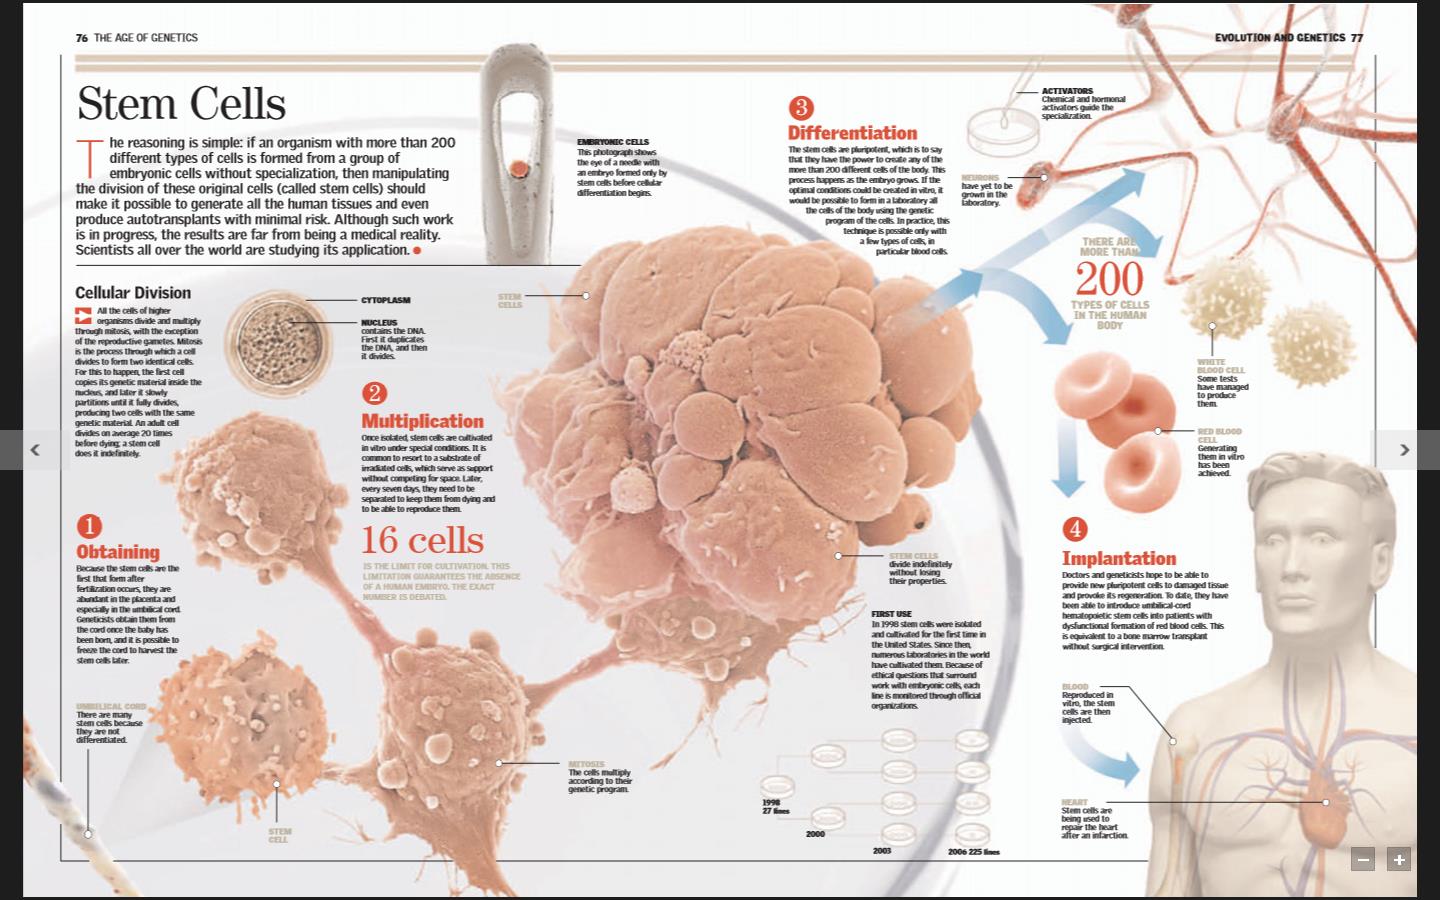 76 THE AGE OF GENETICS
EVOLUTION AND GENETICS 77
Stem Cells
The reasoning is simple: if an organism with more than 200
different types of cells is formed from a group of
embryonic cells without specialization, then manipulating
the division of these original cells (called stem cells) should
make it possible to generate all the human tissues and even
produce autotransplants with minimal risk. Although such work
is in progress, the results are far from being a medical reality.
Scientists all over the world are studying its application.
EMBRYONIC CELLS
This photograph shows
the eye of a needle with
an embryo formed only by
stem cells before cellular
differentiation begins.
Cellular Division
All the cells of higher
organisms divide and multiply
through mitosis, with the exception
of the reproductive gametes. Mitosis
is the process through which a cell
divides to form two identical cells.
For this to happen, the first cell
copies its genetic material inside the
nucleus, and later it slowly
partitions until it fully divides,
producing two cells with the same
genetic material. An adult cell
divides on average 20 times
before dying; a stem cell
does it indefinitely.
CYTOPLASM
NUCLEUS
contains the DNA.
First it duplicates
the DNA, and then
it divides.
STEM
CELLS
1
Obtaining
Because the stem cells are the
first that form after
fertilization occurs, they are
abundant in the placenta and
especially in the umbilical cord.
Geneticists obtain them from
the cord once the baby has
been born, and it is possible to
freeze the cord to harvest the
stem cells later.
UMBILICAL CORD
There are many
stem cells because
they are not
differentiated.
STEM
CELL
2
Multiplication
Once isolated, stem cells are cultivated
in vitro under special conditions. It is
common to resort to a substrate of
irradiated cells, which serve as support
without competing for space. Later,
every seven days, they need to be
separated to keep them from dying and
to be able to reproduce them.
16 cells
IS THE LIMIT FOR CULTIVATION. THIS
LIMITATION GUARANTEES THE ABSENCE
OF A HUMAN EMBRYO. THE EXACT
NUMBER IS DEBATED.
MITOSIS
The cells multiply
according to their
genetic program.
3
Differentiation
The stem cells are pluripotent, which is to say
that they have the power to create any of the
more than 200 different cells of the body. This
process happens as the embryo grows. If the
optimal conditions could be created in vitro, it
would be possible to form in a laboratory all
the cells of the body using the genetic
program of the cells. In practice, this
technique is possible only with
a few types of cells, in
particular blood cells.
ACTIVATORS
Chemical and hormonal
activators guide the
specialization.
NEURONS
have yet to be
grown in the
laboratory.
THERE ARE
MORE THAN
200
TYPES OF CELLS
IN THE HUMAN
BODY
WHITE
BLOOD CELL
Some tests
have managed
to produce
them.
RED BLOOD
CELL
Generating
them in vitro
has been
achieved.
STEM CELLS
divide indefinitely
without losing
their properties.
FIRST USE
In 1998 stem cells were isolated
and cultivated for the first time in
the United States. Since then,
numerous laboratories in the world
have cultivated them. Because of
ethical questions that surround
work with embryonic cells, each
line is monitored through official
organizations.
1998
27 lines
2000
2003
2006 225 lines
4
Implantation
Doctors and geneticists hope to be able to
provide new pluripotent cells to damaged tissue
and provoke its regeneration. To date, they have
been able to introduce umbilical-cord
hematopoietic stem cells into patients with
dysfunctional formation of red blood cells. This
is equivalent to a bone marrow transplant
without surgical intervention.
BLOOD
Reproduced in
vitro, the stem
cells are then
injected.
HEART
Stem cells are
being used to
repair the heart
after an infarction.